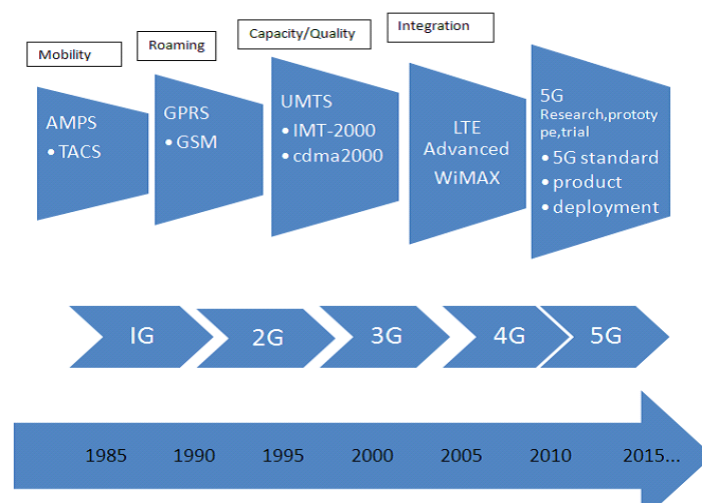 Mobility
Roaming
Capacity/Quality
Integration
AMPS
• TACS
GPRS
• GSM
UMTS
• IMT-2000
• cdma2000
LTE
Advanced
WiMAX
5G
Research,prototy
pe,trial
• 5G standard
• product
• deployment
IG
2G
3G
4G
5G
1985 1990 1995 2000 2005 2010 2015...